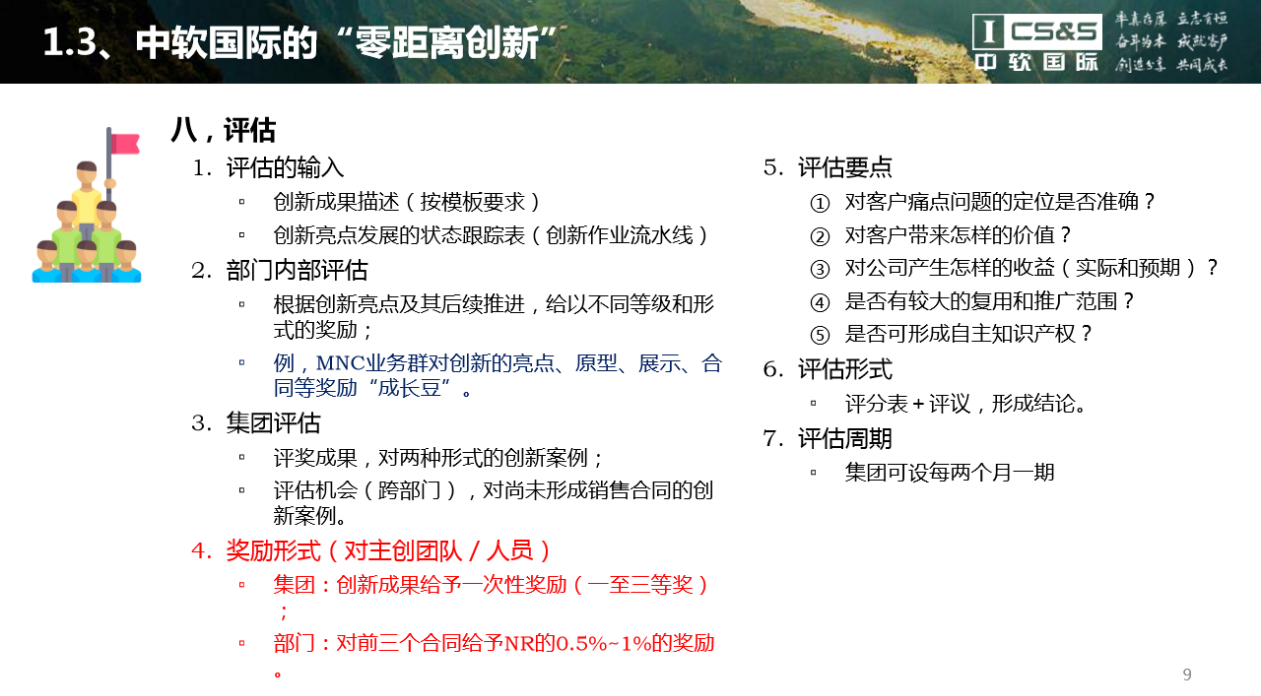 1.3、中软国际的“零距离创新”
I CS&S
中软国际
率真存厚 立志有恒
奋斗为本 成就客户
创造分享 共同成长
八，评估
1. 评估的输入
▫ 创新成果描述（按模板要求）
▫ 创新亮点发展的状态跟踪表（创新作业流水线）
2. 部门内部评估
▫ 根据创新亮点及其后续推进，给以不同等级和形
式的奖励；
▫ 例，MNC业务群对创新的亮点、原型、展示、合
同等奖励“成长豆”。
3. 集团评估
▫ 评奖成果，对两种形式的创新案例；
▫ 评估机会（跨部门），对尚未形成销售合同的创
新案例。
4. 奖励形式（对主创团队 / 人员）
▫ 集团：创新成果给予一次性奖励（一至三等奖）
；
▫ 部门：对前三个合同给予NR的0.5%~1%的奖励
。
5. 评估要点
① 对客户痛点问题的定位是否准确？
② 对客户带来怎样的价值？
③ 对公司产生怎样的收益（实际和预期）？
④ 是否有较大的复用和推广范围？
⑤ 是否可形成自主知识产权？
6. 评估形式
▫ 评分表＋评议，形成结论。
7. 评估周期
▫ 集团可设每两个月一期
9